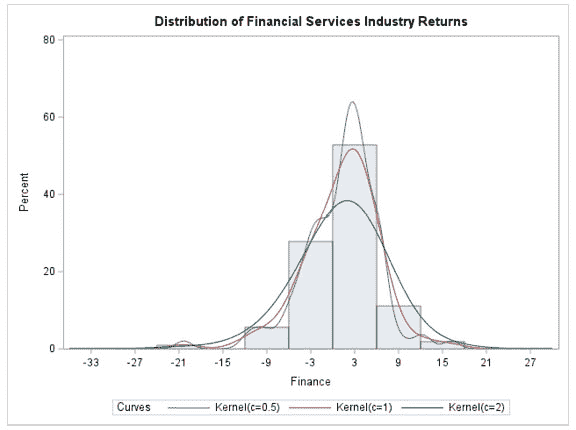 Distribution of Financial Services Industry Returns
80
60
40
20
0
Percent
-33 -27 -21 -15 -9 -3 3 9 15 21 27
Finance
Curves Kernel(c=0.5) Kernel(c=1) Kernel(c=2)